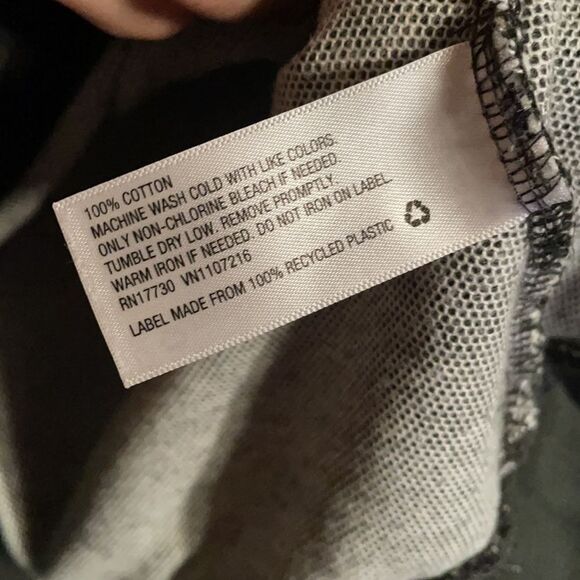 100% COTTON
MACHINE WASH COLD WITH LIKE COLORS.
ONLY NON-CHLORINE BLEACH IF NEEDED.
TUMBLE DRY LOW. REMOVE PROMPTLY.
WARM IRON IF NEEDED. DO NOT IRON ON LABEL
RN17730 VN1107216
LABEL MADE FROM 100% RECYCLED PLASTIC